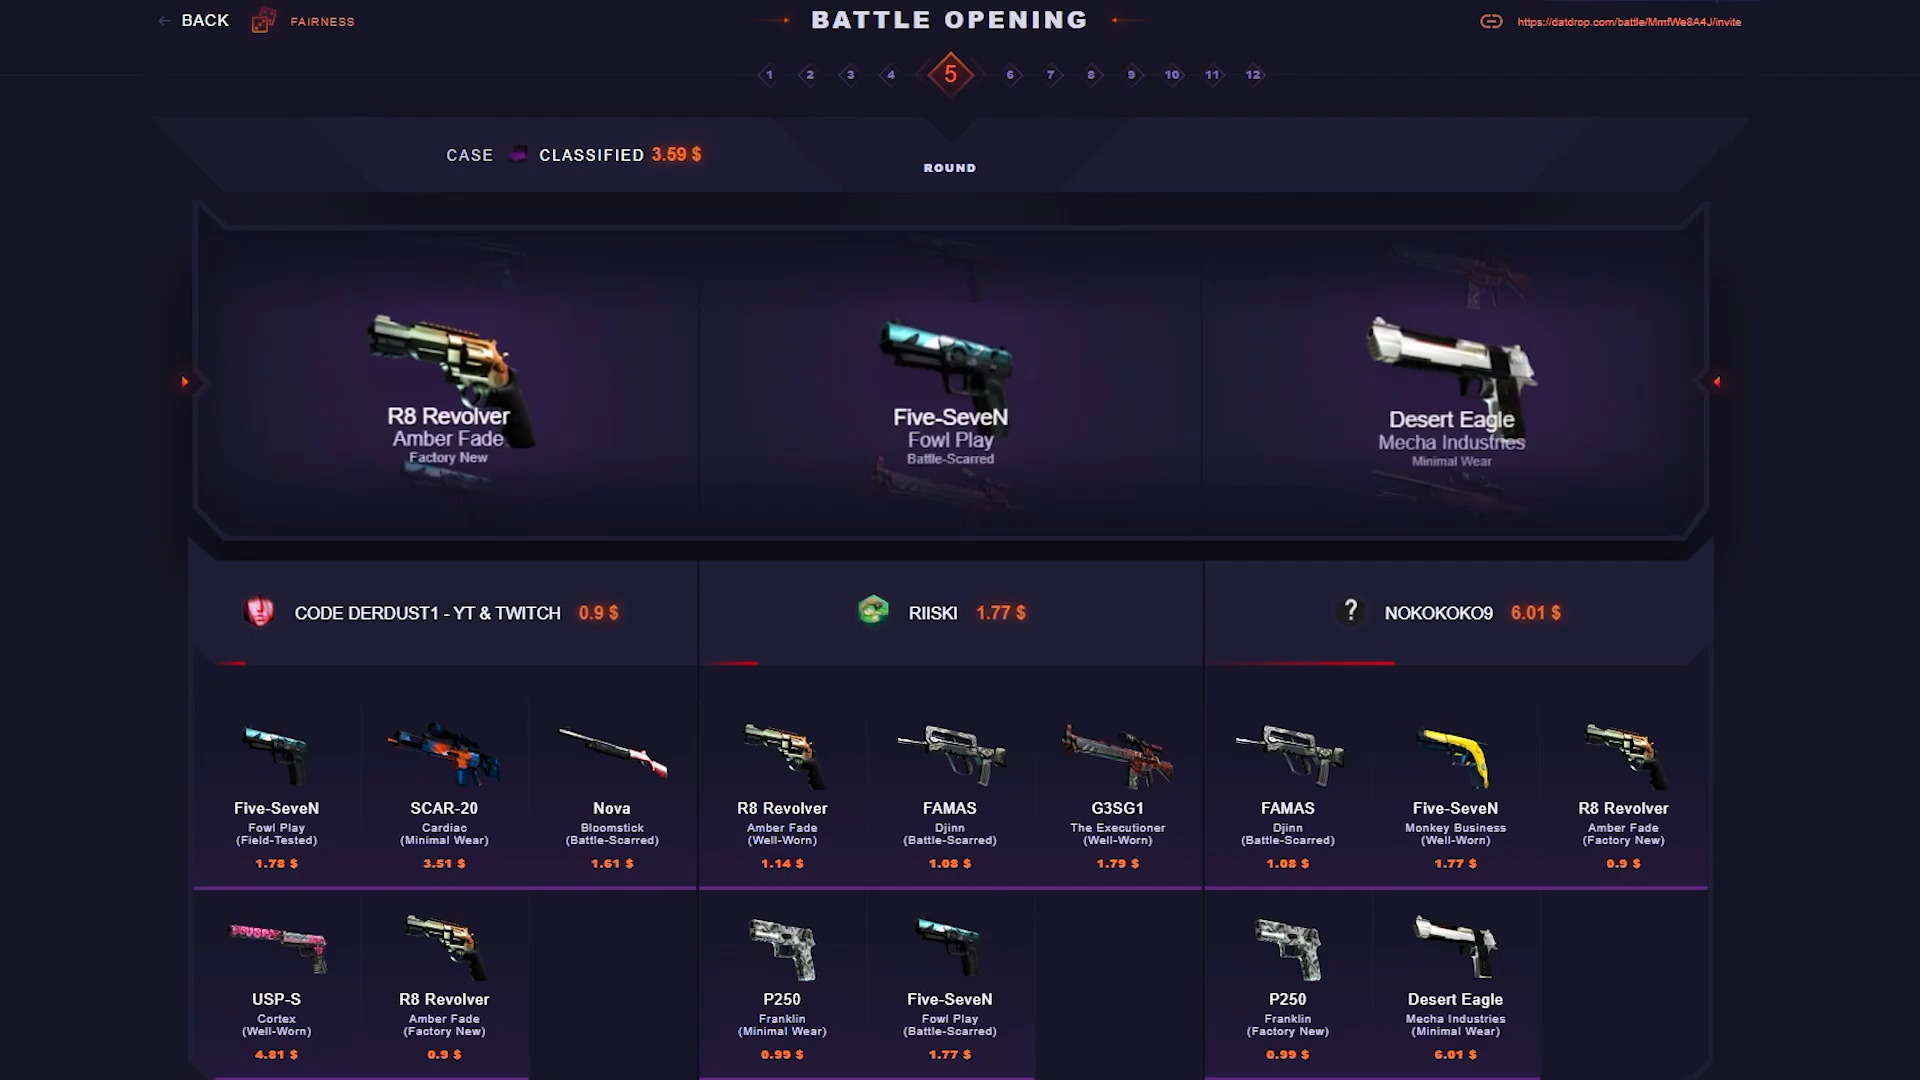 BACK
FAIRNESS
BATTLE OPENING
https://datdrop.com/battle/MmfWe8A4J/invite
1 2 3 4 5 6 7 8 9 10 11 12
CASE CLASSIFIED 3.59 $
ROUND
R8 Revolver
Amber Fade
Factory New
Five-SeveN
Fowl Play
Battle-Scarred
Desert Eagle
Mecha Industries
Minimal Wear
CODE DERDUST1 - YT & TWITCH 0.9 $
RIISKI 1.77 $
? NOKOKOKO9 6.01 $
Five-SeveN
Fowl Play
(Field-Tested)
1.78 $
SCAR-20
Cardiac
(Minimal Wear)
3.51 $
Nova
Bloomstick
(Battle-Scarred)
1.61 $
R8 Revolver
Amber Fade
(Well-Worn)
1.14 $
FAMAS
Djinn
(Battle-Scarred)
1.08 $
G3SG1
The Executioner
(Well-Worn)
1.79 $
FAMAS
Djinn
(Battle-Scarred)
1.08 $
Five-SeveN
Monkey Business
(Well-Worn)
1.77 $
R8 Revolver
Amber Fade
(Factory New)
0.9 $
USP-S
Cortex
(Well-Worn)
4.81 $
R8 Revolver
Amber Fade
(Factory New)
0.9 $
P250
Franklin
(Minimal Wear)
0.99 $
Five-SeveN
Fowl Play
(Battle-Scarred)
1.77 $
P250
Franklin
(Factory New)
0.99 $
Desert Eagle
Mecha Industries
(Minimal Wear)
6.01 $